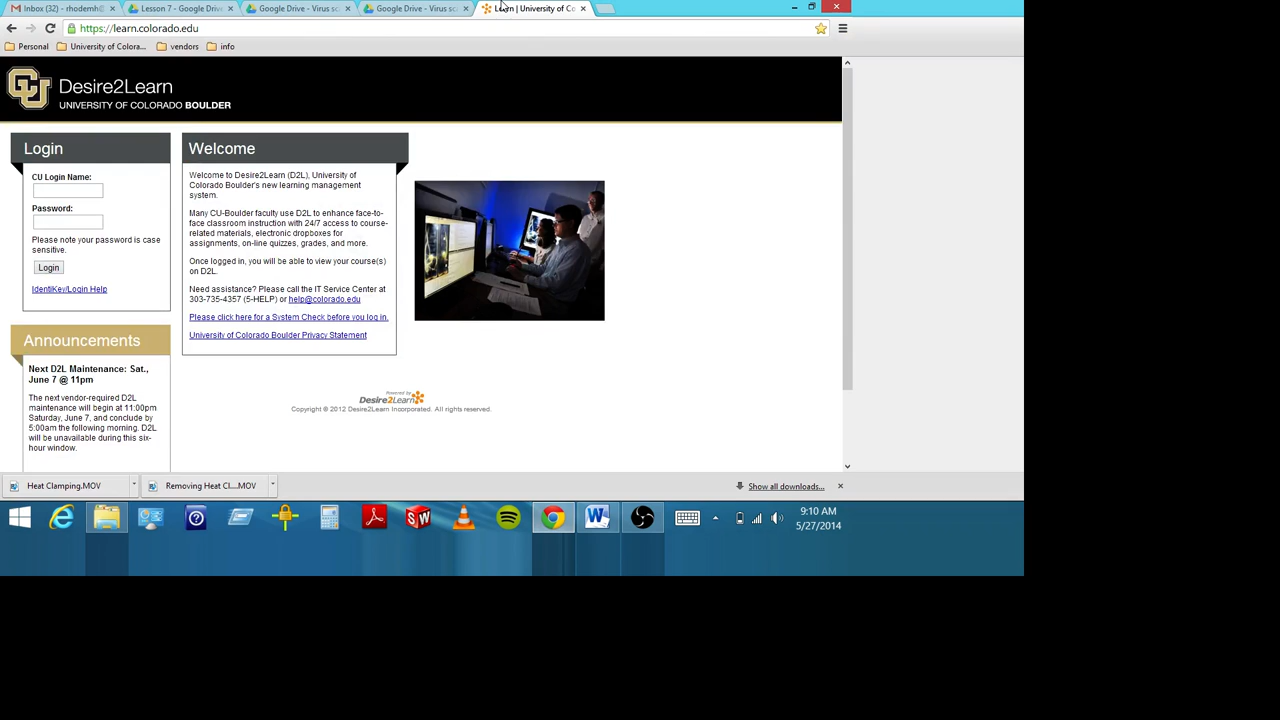 Inbox (32) - rhodemh@
Lesson 7 - Google Drive
Google Drive - Virus sc
Google Drive - Virus sc
Learn | University of Co
https://learn.colorado.edu
Personal
University of Colora...
vendors
info
CU
Desire2Learn
UNIVERSITY OF COLORADO BOULDER
Login
CU Login Name:
Password:
Please note your password is case
sensitive.
Login
IdentiKey/Login Help
Announcements
Next D2L Maintenance: Sat.,
June 7 @ 11pm
The next vendor-required D2L
maintenance will begin at 11:00pm
Saturday, June 7, and conclude by
5:00am the following morning. D2L
will be unavailable during this six-
hour window.
Welcome
Welcome to Desire2Learn (D2L), University of
Colorado Boulder's new learning management
system.
Many CU-Boulder faculty use D2L to enhance face-to-
face classroom instruction with 24/7 access to course-
related materials, electronic dropboxes for
assignments, on-line quizzes, grades, and more.
Once logged in, you will be able to view your course(s)
on D2L.
Need assistance? Please call the IT Service Center at
303-735-4357 (5-HELP) or help@colorado.edu
Please click here for a System Check before you log in.
University of Colorado Boulder Privacy Statement
Powered by
Desire2Learn
Copyright © 2012 Desire2Learn Incorporated. All rights reserved.
Heat Clamping.MOV
Removing Heat Cl....MOV
Show all downloads...
SW
9:10 AM
5/27/2014